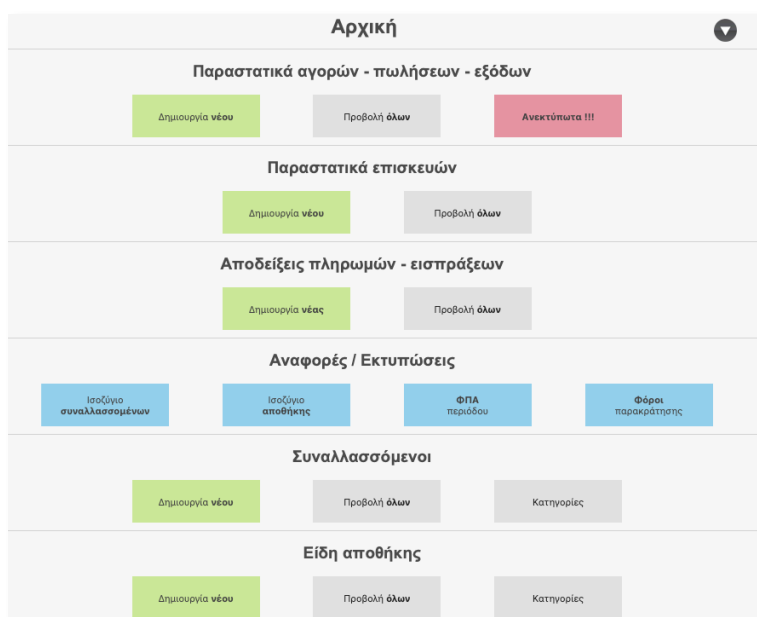 Αρχική
Παραστατικά αγορών - πωλήσεων - εξόδων
Δημιουργία νέου
Προβολή όλων
Ανεκτύπωτα !!!
Παραστατικά επισκευών
Δημιουργία νέου
Προβολή όλων
Αποδείξεις πληρωμών - εισπράξεων
Δημιουργία νέας
Προβολή όλων
Αναφορές / Εκτυπώσεις
Ισοζύγιο
συναλλασσομένων
Ισοζύγιο
αποθήκης
ΦΠΑ
περιόδου
Φόροι
παρακράτησης
Συναλλασσόμενοι
Δημιουργία νέου
Προβολή όλων
Κατηγορίες
Είδη αποθήκης
Δημιουργία νέου
Προβολή όλων
Κατηγορίες